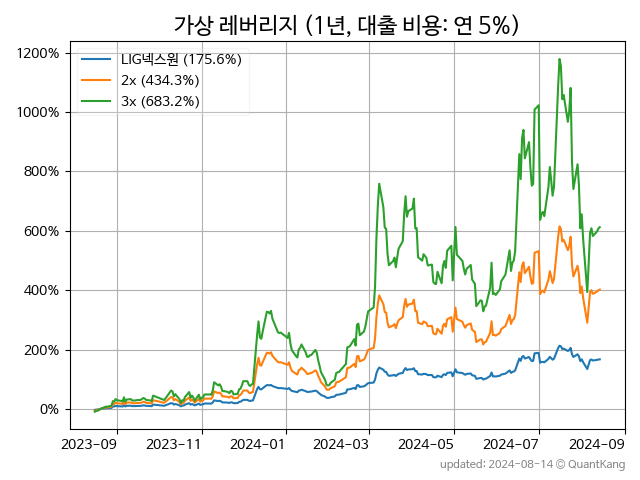 가상 레버리지 (1년, 대출 비용: 연 5%)
1200%
1000%
800%
600%
400%
200%
0%
LIG넥스원 (175.6%)
2x (434.3%)
3x (683.2%)
2023-09 2023-11 2024-01 2024-03 2024-05 2024-07 2024-09
updated: 2024-08-14 © QuantKang